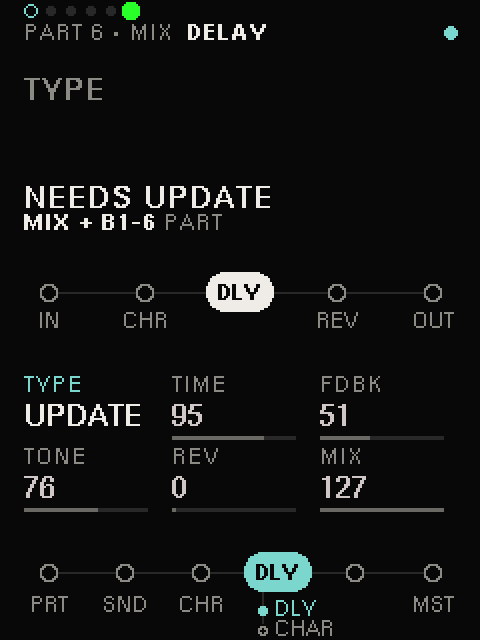 PART 6 · MIX DELAY
TYPE
NEEDS UPDATE
MIX + B1-6 PART
DLY
IN CHR REV OUT
TYPE TIME FDBK
UPDATE 95 51
TONE REV MIX
76 0 127
DLY
PRT SND CHR MST
DLY
CHAR